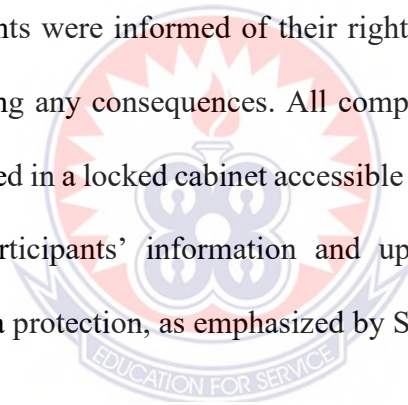 nts were informed of their right
ng any consequences. All comp
ed in a locked cabinet accessible
rticipants’ information and up
a protection, as emphasized by S
EDUCATION FOR SERVICE